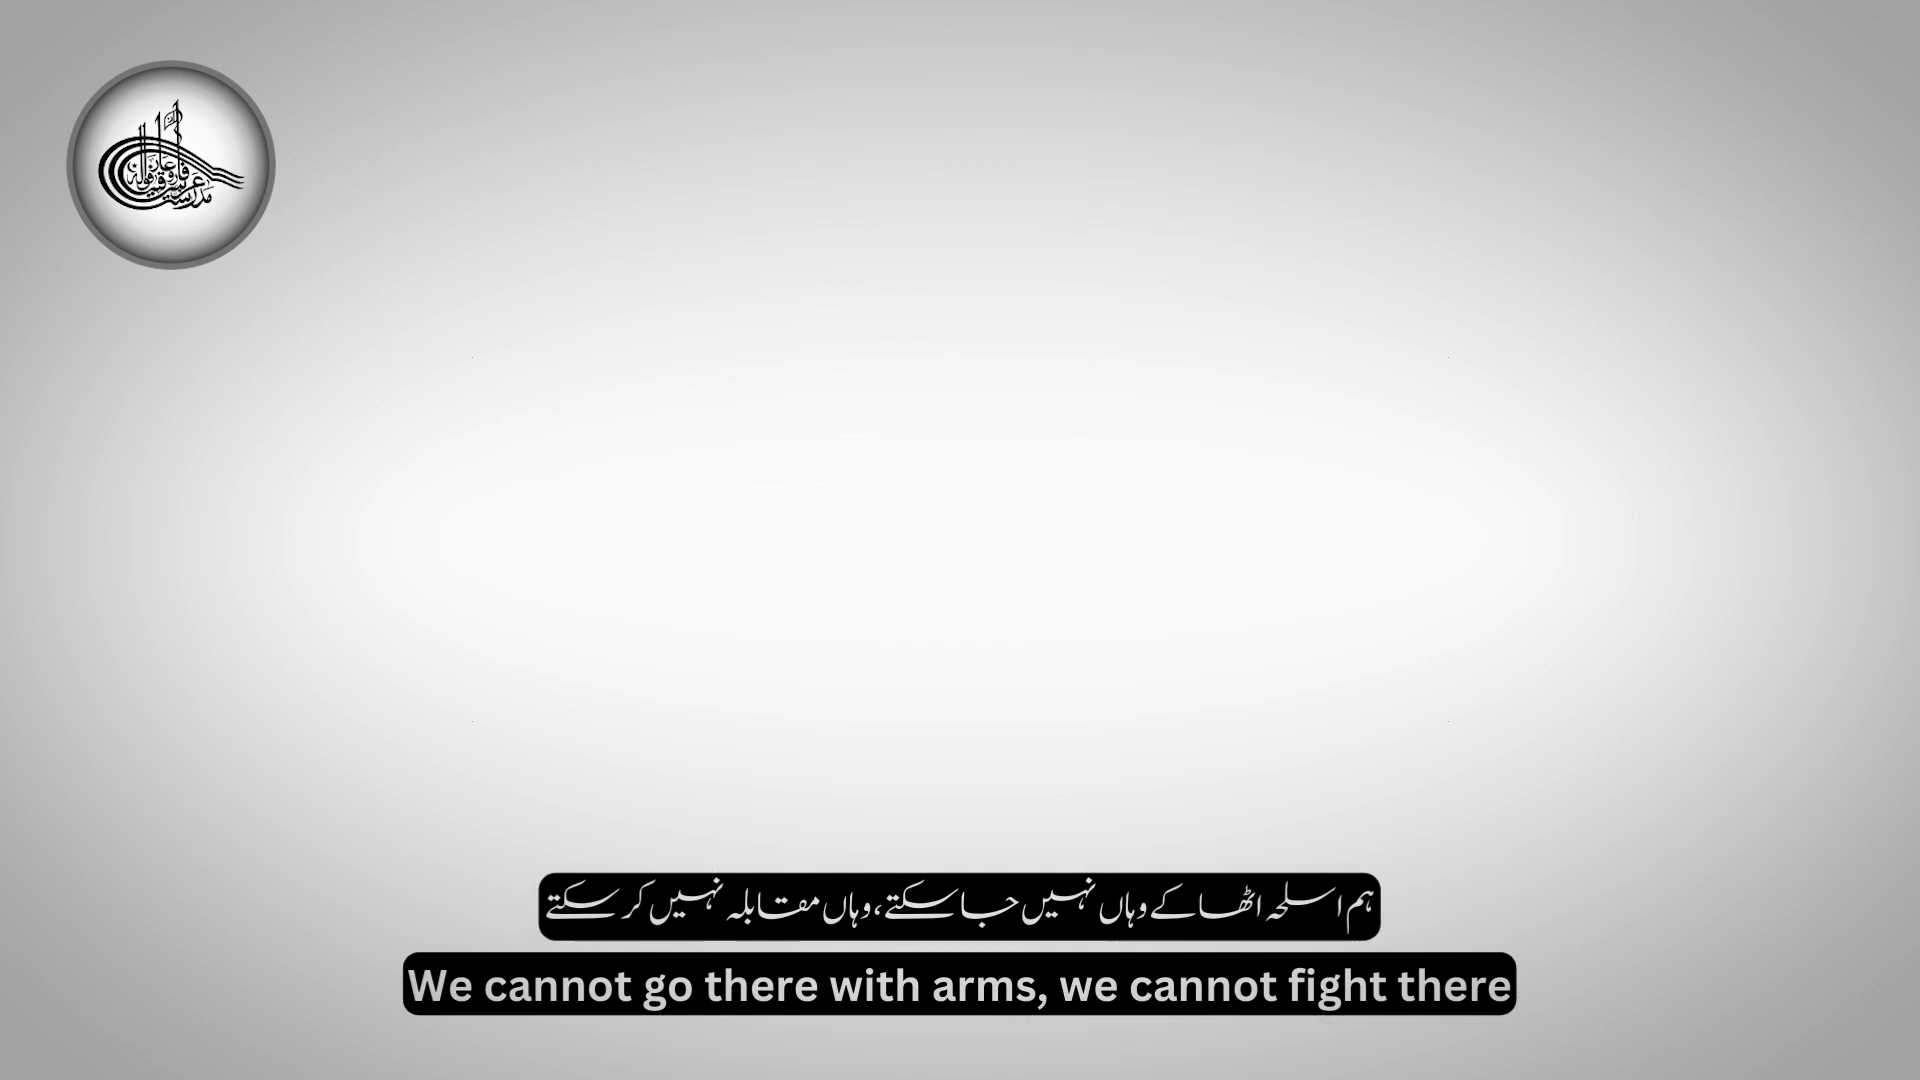 ہم اسلحہ اٹھا کے وہاں نہیں جا سکتے، وہاں مقابلہ نہیں کر سکتے
We cannot go there with arms, we cannot fight there